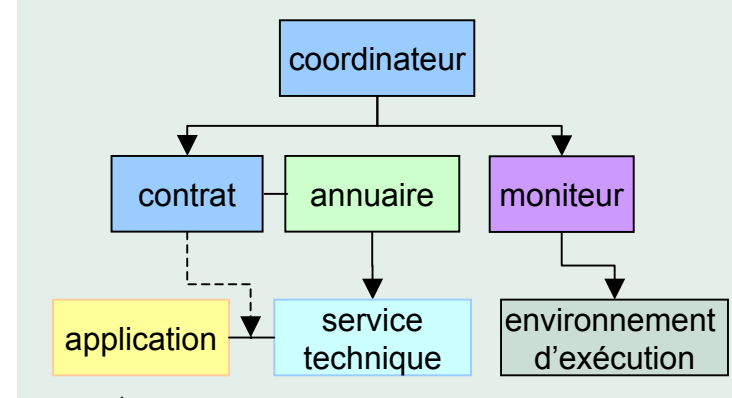 coordinateur
contrat
annuaire
moniteur
application
service
technique
environnement
d'exécution